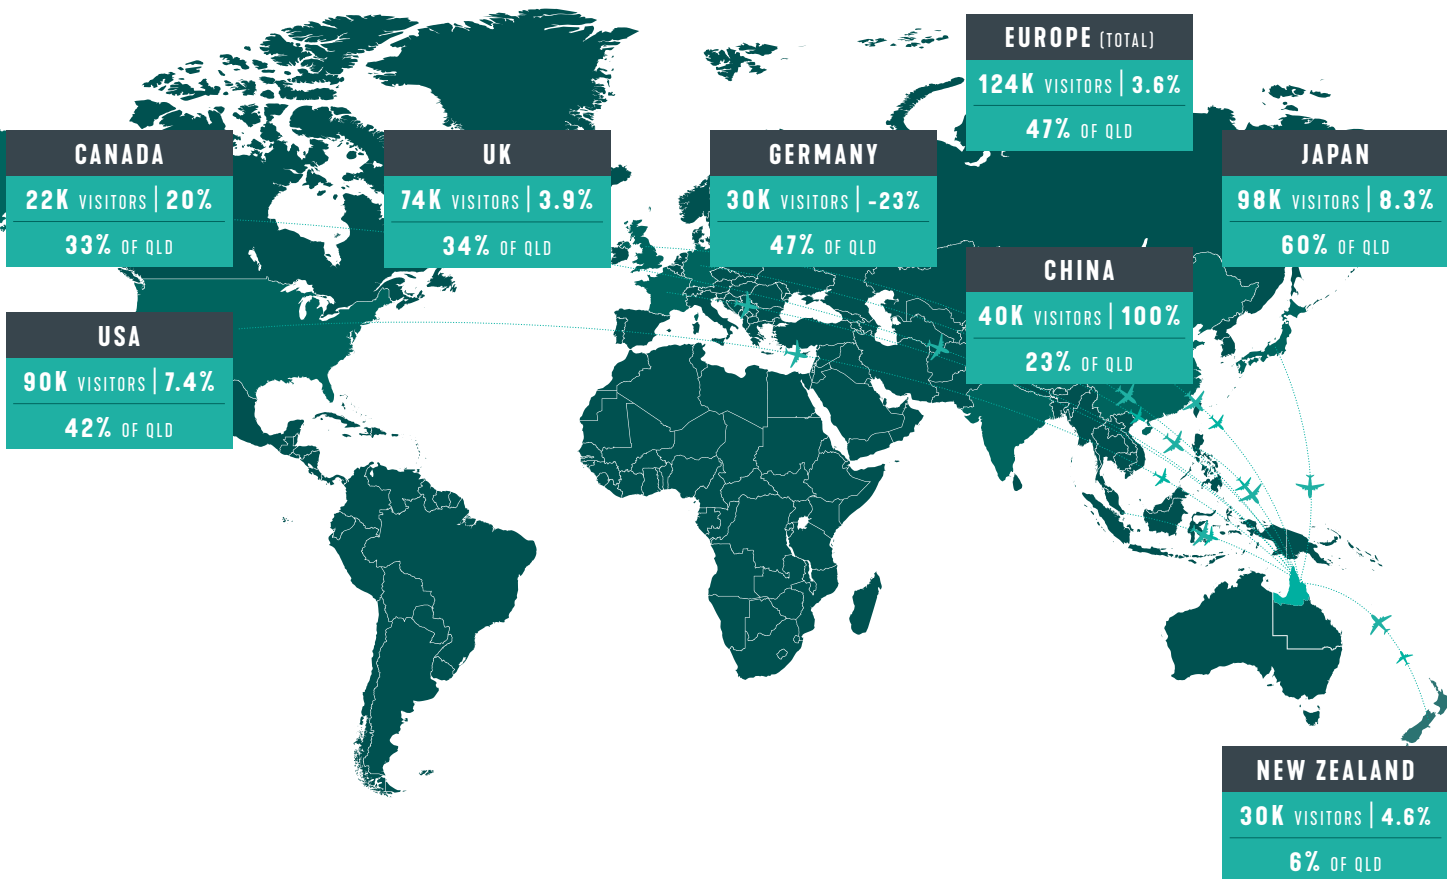 EUROPE (TOTAL)
124K VISITORS | 3.6%
47% OF QLD
CANADA
22K VISITORS | 20%
33% OF QLD
UK
74K VISITORS | 3.9%
34% OF QLD
GERMANY
30K VISITORS | -23%
47% OF QLD
JAPAN
98K VISITORS | 8.3%
60% OF QLD
CHINA
40K VISITORS | 100%
23% OF QLD
USA
90K VISITORS | 7.4%
42% OF QLD
NEW ZEALAND
30K VISITORS | 4.6%
6% OF QLD